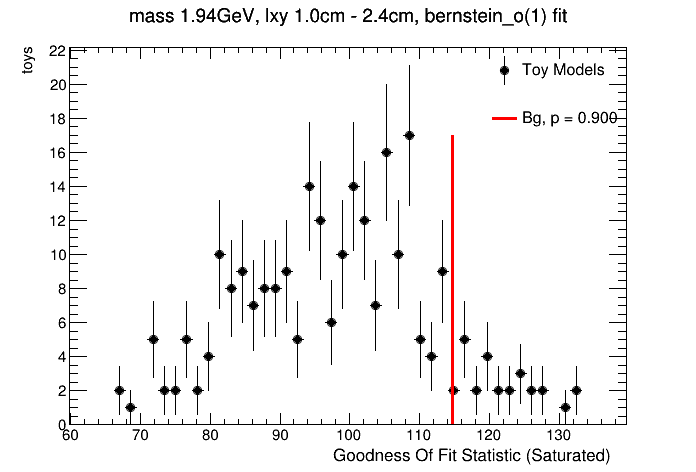 mass 1.94GeV, lxy 1.0cm - 2.4cm, bernstein_o(1) fit
toys
22
20
18
16
14
12
10
8
6
4
2
0
Toy Models
Bg, p = 0.900
60 70 80 90 100 110 120 130
Goodness Of Fit Statistic (Saturated)